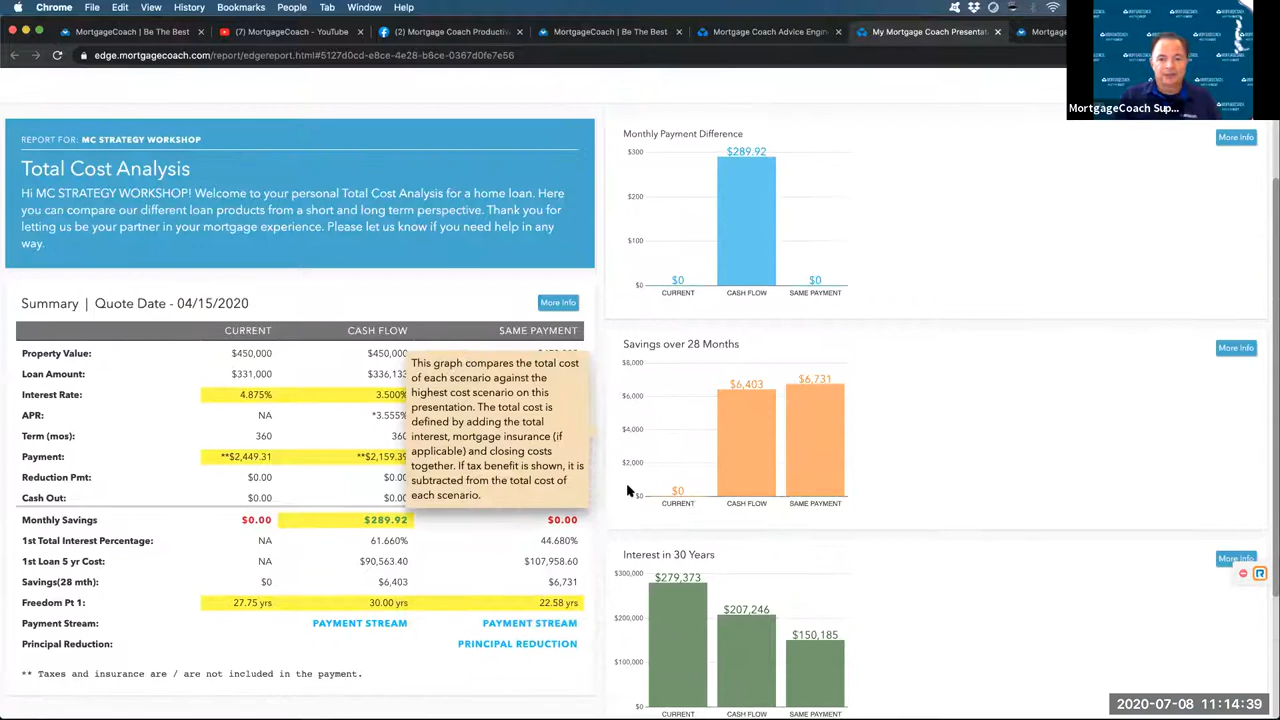 Chrome File Edit View History Bookmarks People Tab Window Help
MortgageCoach | Be The Best
(7) MortgageCoach - YouTube
(2) Mortgage Coach Productiv
MortgageCoach | Be The Best
MortgageCoach Advice Engin
My Mortgage Coach Presentat
MortgageCoach Sup...
REPORT FOR: MC STRATEGY WORKSHOP
Total Cost Analysis
Hi MC STRATEGY WORKSHOP! Welcome to your personal Total Cost Analysis for a home loan. Here
you can compare our different loan products from a short and long term perspective. Thank you for
letting us be your partner in your mortgage experience. Please let us know if you need help in any
way.
Summary | Quote Date - 04/15/2020
More Info
CURRENT CASH FLOW SAME PAYMENT
Property Value: $450,000 $450,000
Loan Amount: $331,000 $336,133
Interest Rate: 4.875% 3.500%
APR: NA *3.555%
Term (mos): 360 360
Payment: **$2,449.31 **$2,159.39
Reduction Pmt: $0.00 $0.00
Cash Out: $0.00 $0.00
Monthly Savings $0.00 $289.92 $0.00
1st Total Interest Percentage: NA 61.660% 44.680%
1st Loan 5 yr Cost: NA $90,563.40 $107,958.60
Savings(28 mth): $0 $6,403 $6,731
Freedom Pt 1: 27.75 yrs 30.00 yrs 22.58 yrs
Payment Stream: PAYMENT STREAM PAYMENT STREAM
Principal Reduction: PRINCIPAL REDUCTION
** Taxes and insurance are / are not included in the payment.
This graph compares the total cost
of each scenario against the
highest cost scenario on this
presentation. The total cost is
defined by adding the total
interest, mortgage insurance (if
applicable) and closing costs
together. If tax benefit is shown, it is
subtracted from the total cost of
each scenario.
Monthly Payment Difference
More Info
$300
$289.92
$200
$100
$0
$0 $0
CURRENT CASH FLOW SAME PAYMENT
Savings over 28 Months
More Info
$8,000
$6,403 $6,731
$6,000
$4,000
$2,000
$0
$0
CURRENT CASH FLOW SAME PAYMENT
Interest in 30 Years
More Info
$300,000
$279,373
$207,246
$200,000
$150,185
$100,000
$0
CURRENT CASH FLOW SAME PAYMENT
2020-07-08 11:14:39